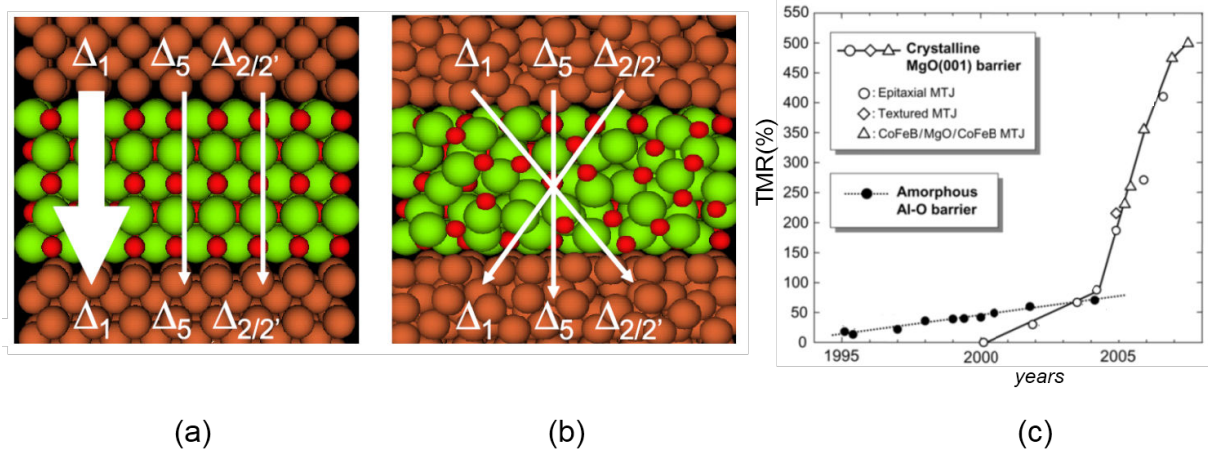 Δ1 Δ5 Δ2/2'
Δ1 Δ5 Δ2/2'
(a)
Δ1 Δ5 Δ2/2'
Δ1 Δ5 Δ2/2'
(b)
TMR(%)
550
500
450
400
350
300
250
200
150
100
50
0
Crystalline
MgO(001) barrier
: Epitaxial MTJ
: Textured MTJ
: CoFeB/MgO/CoFeB MTJ
Amorphous
Al-O barrier
1995 2000 2005
years
(c)